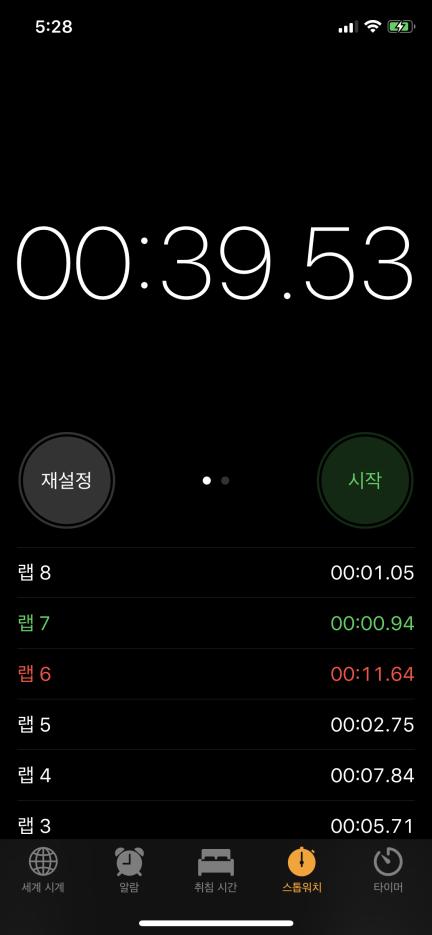 5:28
00:39.53
재설정
시작
랩 8 00:01.05
랩 7 00:00.94
랩 6 00:11.64
랩 5 00:02.75
랩 4 00:07.84
랩 3 00:05.71
세계 시계 알람 취침 시간 스톱워치 타이머